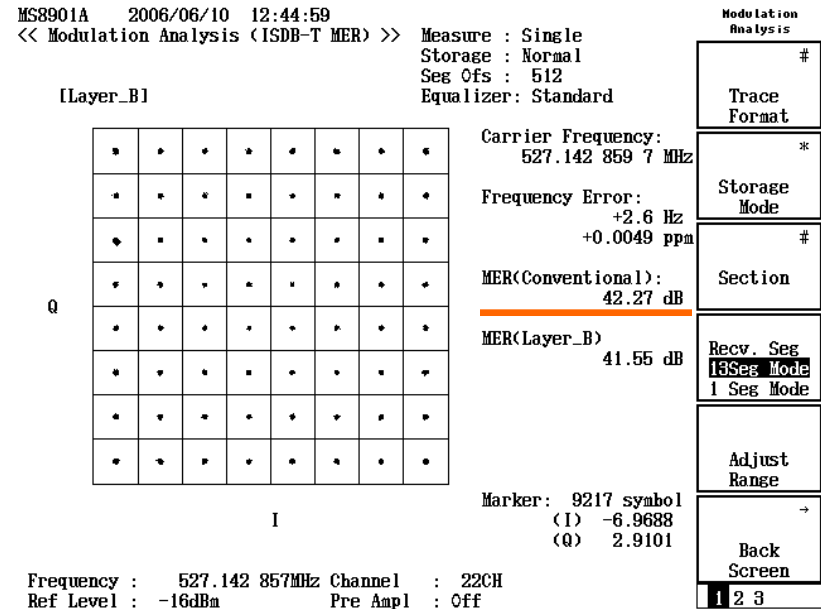 MS8901A 2006/06/10 12:44:59
<< Modulation Analysis (ISDB-T MER) >>
Measure : Single
Storage : Normal
Seg Ofs : 512
Equalizer: Standard
[Layer_B]
Q
I
Carrier Frequency:
527.142 859 7 MHz
Frequency Error:
+2.6 Hz
+0.0049 ppm
MER(Conventional):
42.27 dB
MER(Layer_B)
41.55 dB
Marker: 9217 symbol
(I) -6.9688
(Q) 2.9101
Frequency : 527.142 857MHz Channel : 22CH
Ref Level : -16dBm Pre Ampl : Off
Modulation
Analysis
#
Trace
Format
*
Storage
Mode
#
Section
Recv. Seg
13Seg Mode
1 Seg Mode
Adjust
Range
→
Back
Screen
1 2 3